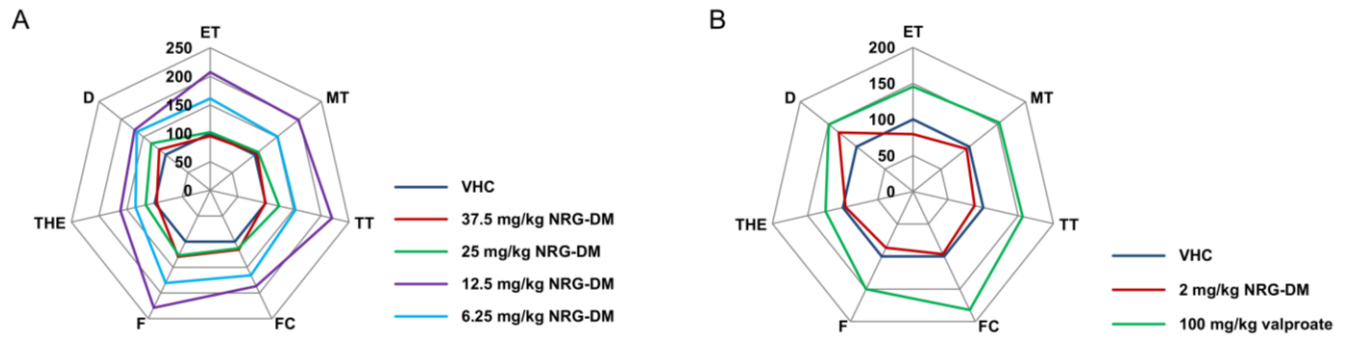 A
ET
250
200
150
100
50
0
MT
TT
FC
F
THE
D
VHC
37.5 mg/kg NRG-DM
25 mg/kg NRG-DM
12.5 mg/kg NRG-DM
6.25 mg/kg NRG-DM
B
ET
200
150
100
50
0
MT
TT
FC
F
THE
D
VHC
2 mg/kg NRG-DM
100 mg/kg valproate